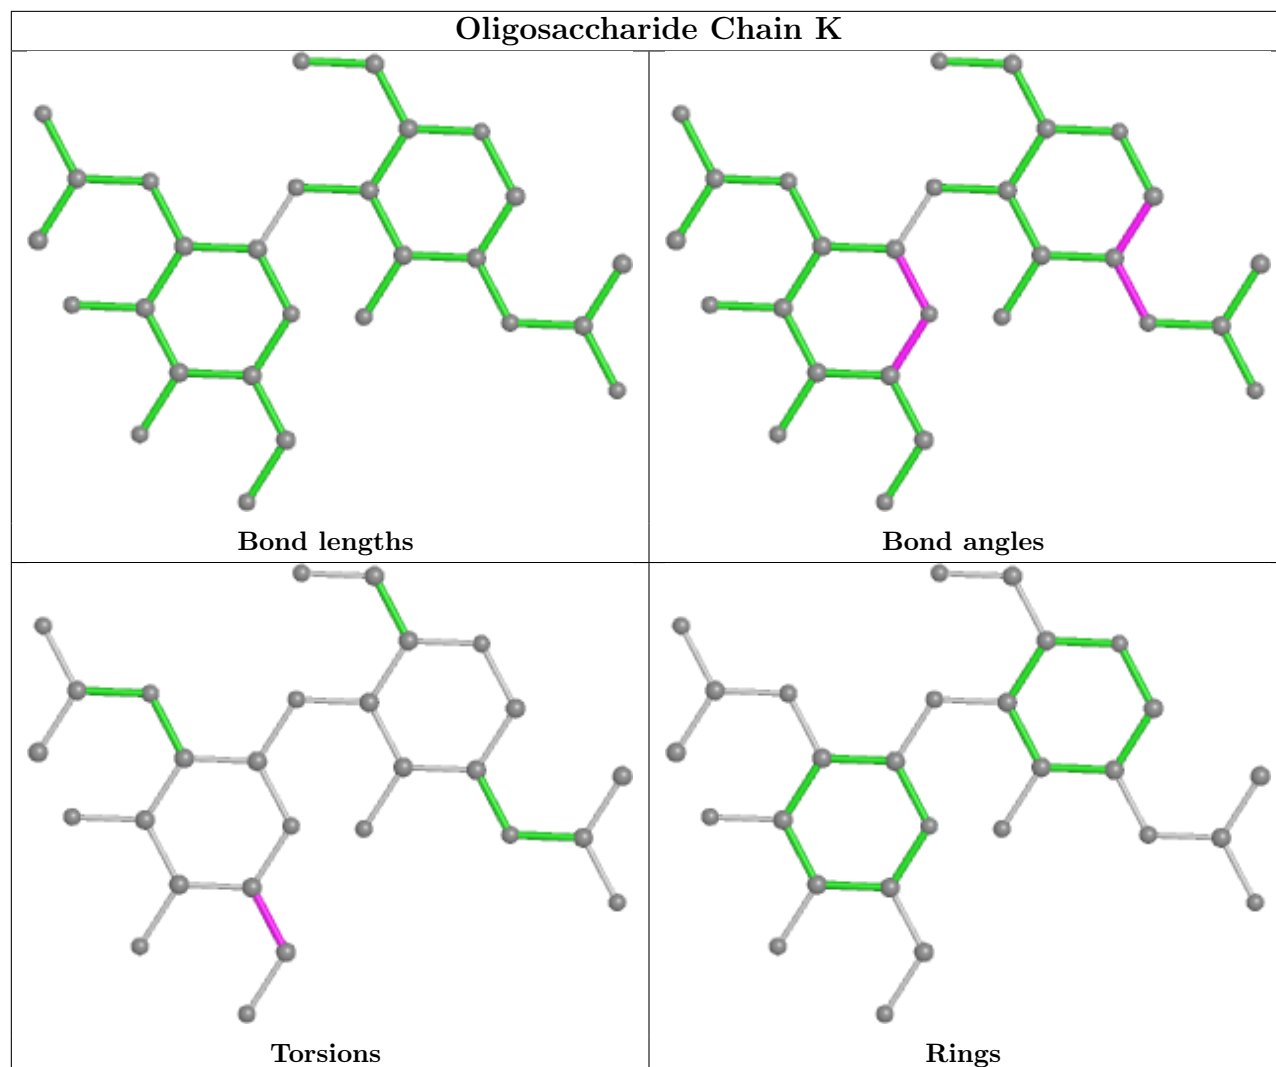 Oligosaccharide Chain K
Bond lengths
Bond angles
Torsions
Rings